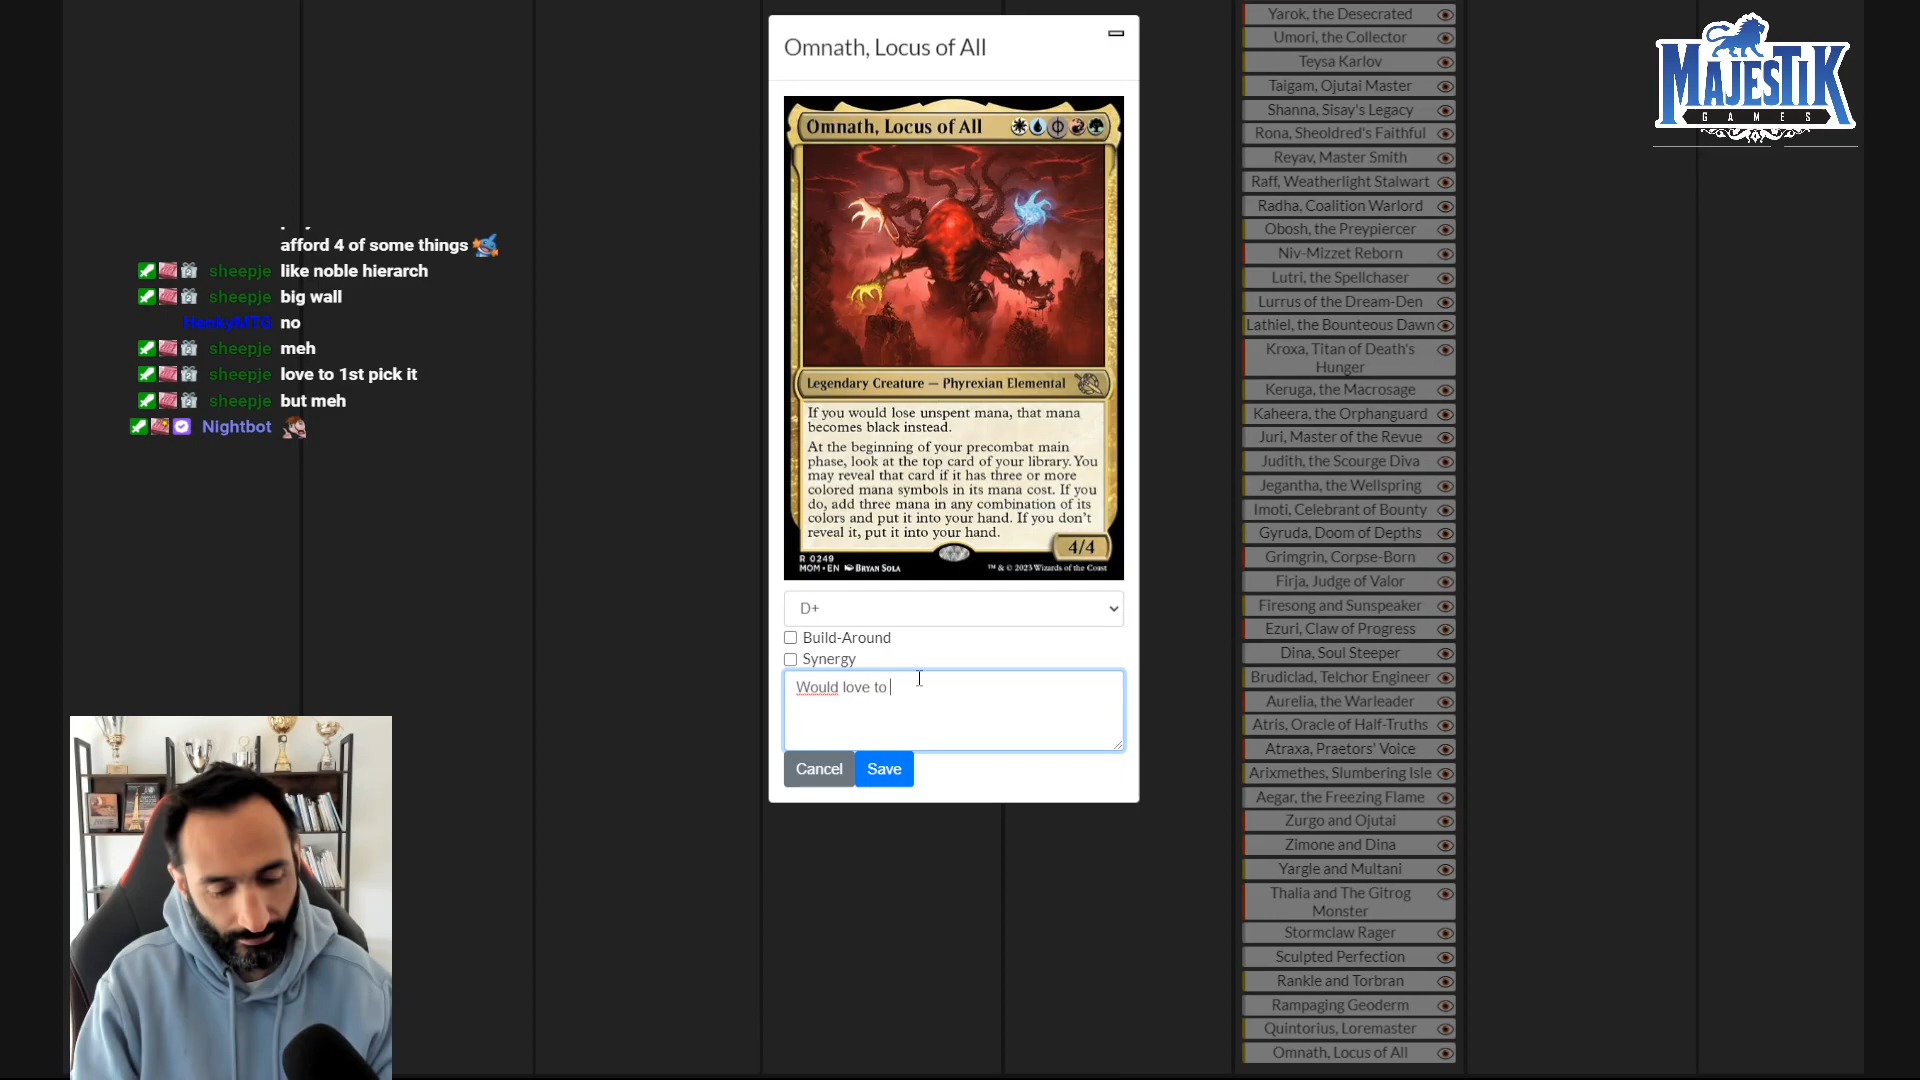 afford 4 of some things
sheepje like noble hierarch
sheepje big wall
HenkyMTG no
sheepje meh
sheepje love to 1st pick it
sheepje but meh
Nightbot
Omnath, Locus of All
Omnath, Locus of All
Legendary Creature — Phyrexian Elemental
If you would lose unspent mana, that mana
becomes black instead.
At the beginning of your precombat main
phase, look at the top card of your library. You
may reveal that card if it has three or more
colored mana symbols in its mana cost. If you
do, add three mana in any combination of its
colors and put it into your hand. If you don't
reveal it, put it into your hand.
4/4
R 0249
MOM • EN BRYAN SOLA
™ & © 2023 Wizards of the Coast
D+
Build-Around
Synergy
Would love to
Cancel Save
Yarok, the Desecrated
Umori, the Collector
Teysa Karlov
Taigam, Ojutai Master
Shanna, Sisay's Legacy
Rona, Sheoldred's Faithful
Reyav, Master Smith
Raff, Weatherlight Stalwart
Radha, Coalition Warlord
Obosh, the Preypiercer
Niv-Mizzet Reborn
Lutri, the Spellchaser
Lurrus of the Dream-Den
Lathiel, the Bounteous Dawn
Kroxa, Titan of Death's
Hunger
Keruga, the Macrosage
Kaheera, the Orphanguard
Juri, Master of the Revue
Judith, the Scourge Diva
Jegantha, the Wellspring
Imoti, Celebrant of Bounty
Gyruda, Doom of Depths
Grimgrin, Corpse-Born
Firja, Judge of Valor
Firesong and Sunspeaker
Ezuri, Claw of Progress
Dina, Soul Steeper
Brudiclad, Telchor Engineer
Aurelia, the Warleader
Atris, Oracle of Half-Truths
Atraxa, Praetors' Voice
Arixmethes, Slumbering Isle
Aegar, the Freezing Flame
Zurgo and Ojutai
Zimone and Dina
Yargle and Multani
Thalia and The Gitrog
Monster
Stormclaw Rager
Sculpted Perfection
Rankle and Torbran
Rampaging Geoderm
Quintorius, Loremaster
Omnath, Locus of All
MAJESTIK
GAMES